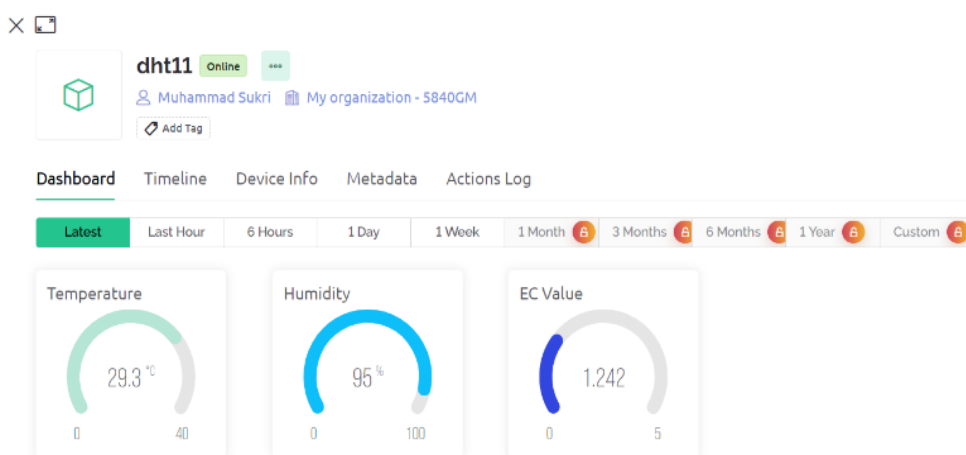 dht11 Online
Muhammad Sukri My organization - 5840GM
Add Tag
Dashboard Timeline Device Info Metadata Actions Log
Latest Last Hour 6 Hours 1 Day 1 Week 1 Month 3 Months 6 Months 1 Year Custom
Temperature Humidity EC Value
29.3 °C 95 % 1.242
0 40 0 100 0 5